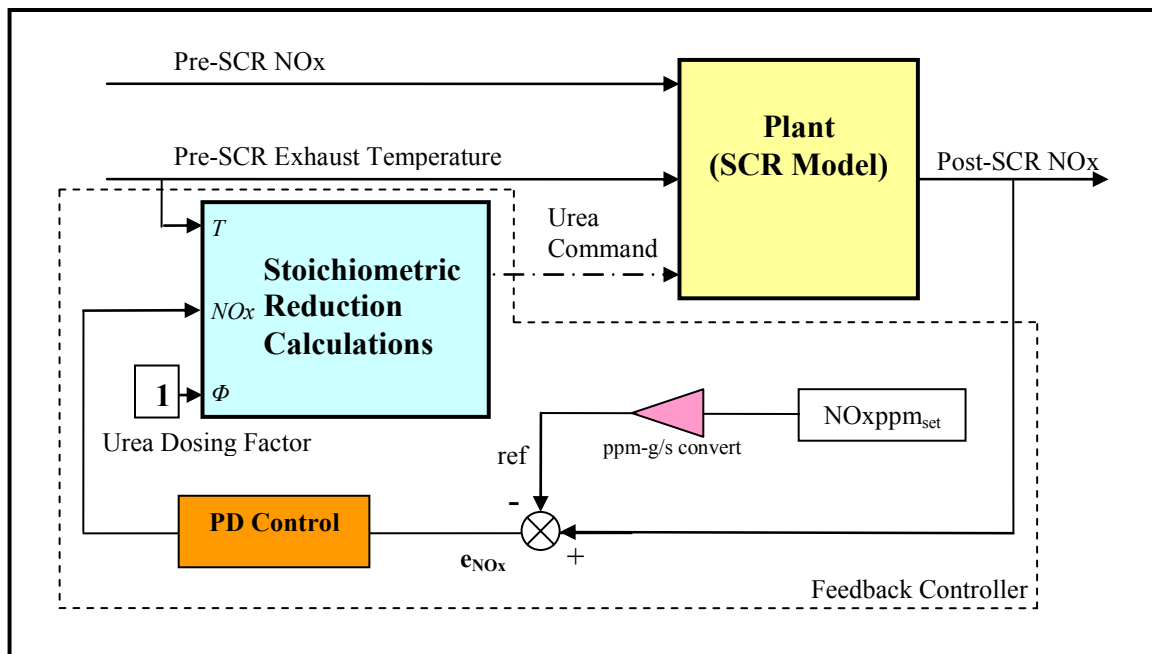 Pre-SCR NOx
Plant
(SCR Model)
Pre-SCR Exhaust Temperature
Post-SCR NOx
T
Urea
Command
Stoichiometric
Reduction
Calculations
NOx
1
Φ
Urea Dosing Factor
NOxppmset
ppm-g/s convert
ref
-
PD Control
eNOx
+
Feedback Controller